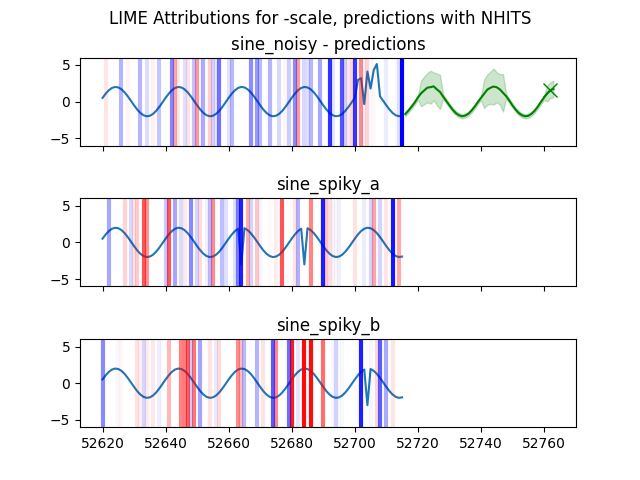 LIME Attributions for -scale, predictions with NHITS
sine_noisy - predictions
5
0
−5
sine_spiky_a
5
0
−5
sine_spiky_b
5
0
−5
52620 52640 52660 52680 52700 52720 52740 52760